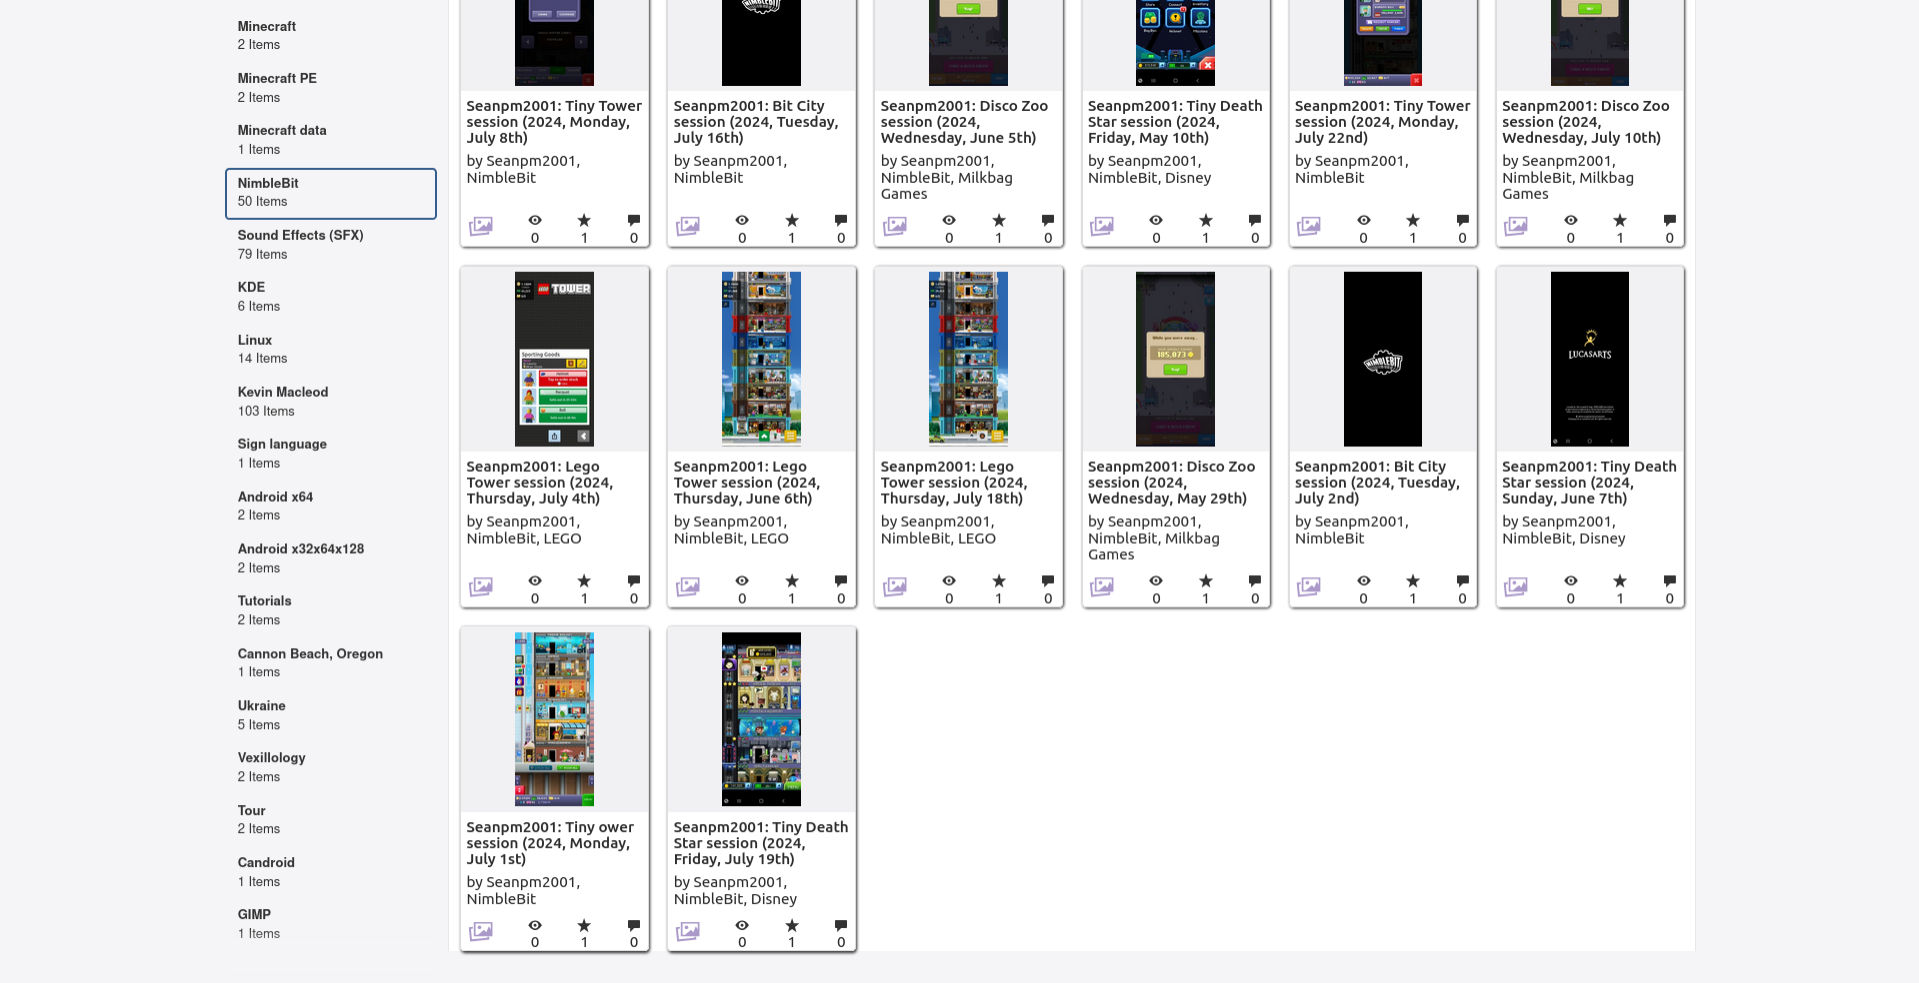 Minecraft
2 Items
Minecraft PE
2 Items
Minecraft data
1 Items
NimbleBit
50 Items
Sound Effects (SFX)
79 Items
KDE
6 Items
Linux
14 Items
Kevin Macleod
103 Items
Sign language
1 Items
Android x64
2 Items
Android x32x64x128
2 Items
Tutorials
2 Items
Cannon Beach, Oregon
1 Items
Ukraine
5 Items
Vexillology
2 Items
Tour
2 Items
Candroid
1 Items
GIMP
1 Items
NIMBLEBIT
Seanpm2001: Tiny Tower
session (2024, Monday,
July 8th)
by Seanpm2001,
NimbleBit
0 1 0
Seanpm2001: Bit City
session (2024, Tuesday,
July 16th)
by Seanpm2001,
NimbleBit
0 1 0
Seanpm2001: Disco Zoo
session (2024,
Wednesday, June 5th)
by Seanpm2001,
NimbleBit, Milkbag
Games
0 1 0
Seanpm2001: Tiny Death
Star session (2024,
Friday, May 10th)
by Seanpm2001,
NimbleBit, Disney
0 1 0
Seanpm2001: Tiny Tower
session (2024, Monday,
July 22nd)
by Seanpm2001,
NimbleBit
0 1 0
Seanpm2001: Disco Zoo
session (2024,
Wednesday, July 10th)
by Seanpm2001,
NimbleBit, Milkbag
Games
0 1 0
LEGO TOWER
Sporting Goods
Seanpm2001: Lego
Tower session (2024,
Thursday, July 4th)
by Seanpm2001,
NimbleBit, LEGO
0 1 0
Seanpm2001: Lego
Tower session (2024,
Thursday, June 6th)
by Seanpm2001,
NimbleBit, LEGO
0 1 0
Seanpm2001: Lego
Tower session (2024,
Thursday, July 18th)
by Seanpm2001,
NimbleBit, LEGO
0 1 0
While you were away...
185,073
Seanpm2001: Disco Zoo
session (2024,
Wednesday, May 29th)
by Seanpm2001,
NimbleBit, Milkbag
Games
0 1 0
NIMBLEBIT
Seanpm2001: Bit City
session (2024, Tuesday,
July 2nd)
by Seanpm2001,
NimbleBit
0 1 0
LUCASARTS
Seanpm2001: Tiny Death
Star session (2024,
Sunday, June 7th)
by Seanpm2001,
NimbleBit, Disney
0 1 0
Seanpm2001: Tiny ower
session (2024, Monday,
July 1st)
by Seanpm2001,
NimbleBit
0 1 0
Seanpm2001: Tiny Death
Star session (2024,
Friday, July 19th)
by Seanpm2001,
NimbleBit, Disney
0 1 0